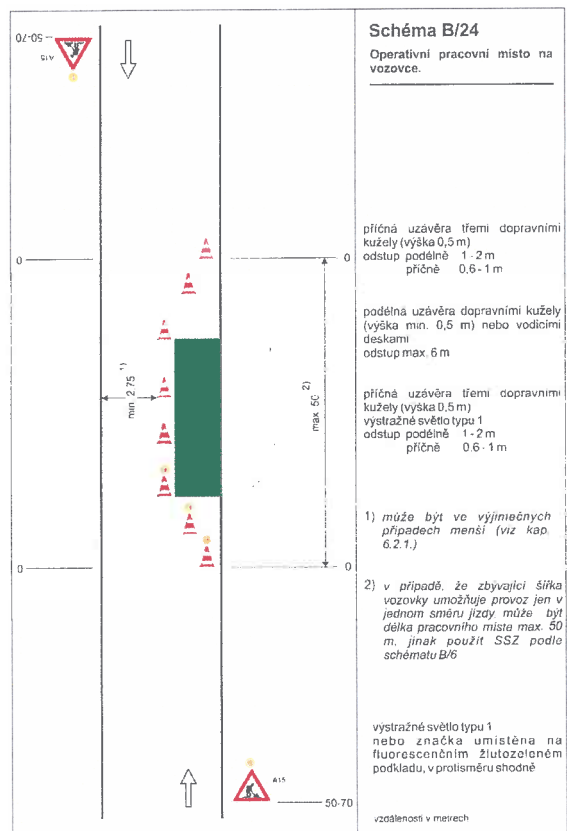 Schéma B/24
Operativní pracovní místo na
vozovce.
50-70
A15
0
0
příčná uzávěra třemi dopravními
kužely (výška 0,5 m)
odstup podélně 1 - 2 m
příčně 0,6 - 1 m
podélná uzávěra dopravními kužely
(výška min. 0,5 m) nebo vodicími
deskami
odstup max. 6 m
min. 2,75 1)
max. 50 2)
příčná uzávěra třemi dopravními
kužely (vyška 0,5 m)
výstražné světlo typu 1
odstup podélně 1 - 2 m
příčně 0,6 - 1 m
1) může být ve výjimečných
případech menší (viz kap.
6.2.1.)
0
0
2) v případě, že zbývající šířka
vozovky umožňuje provoz jen v
jednom směru jízdy, může být
délka pracovního místa max. 50
m, jinak použít SSZ podle
schématu B/6
výstražné světlo typu 1
nebo značka umístěna na
fluorescenčním žlutozeleném
podkladu, v protisměru shodně
A15
50-70
vzdálenosti v metrech